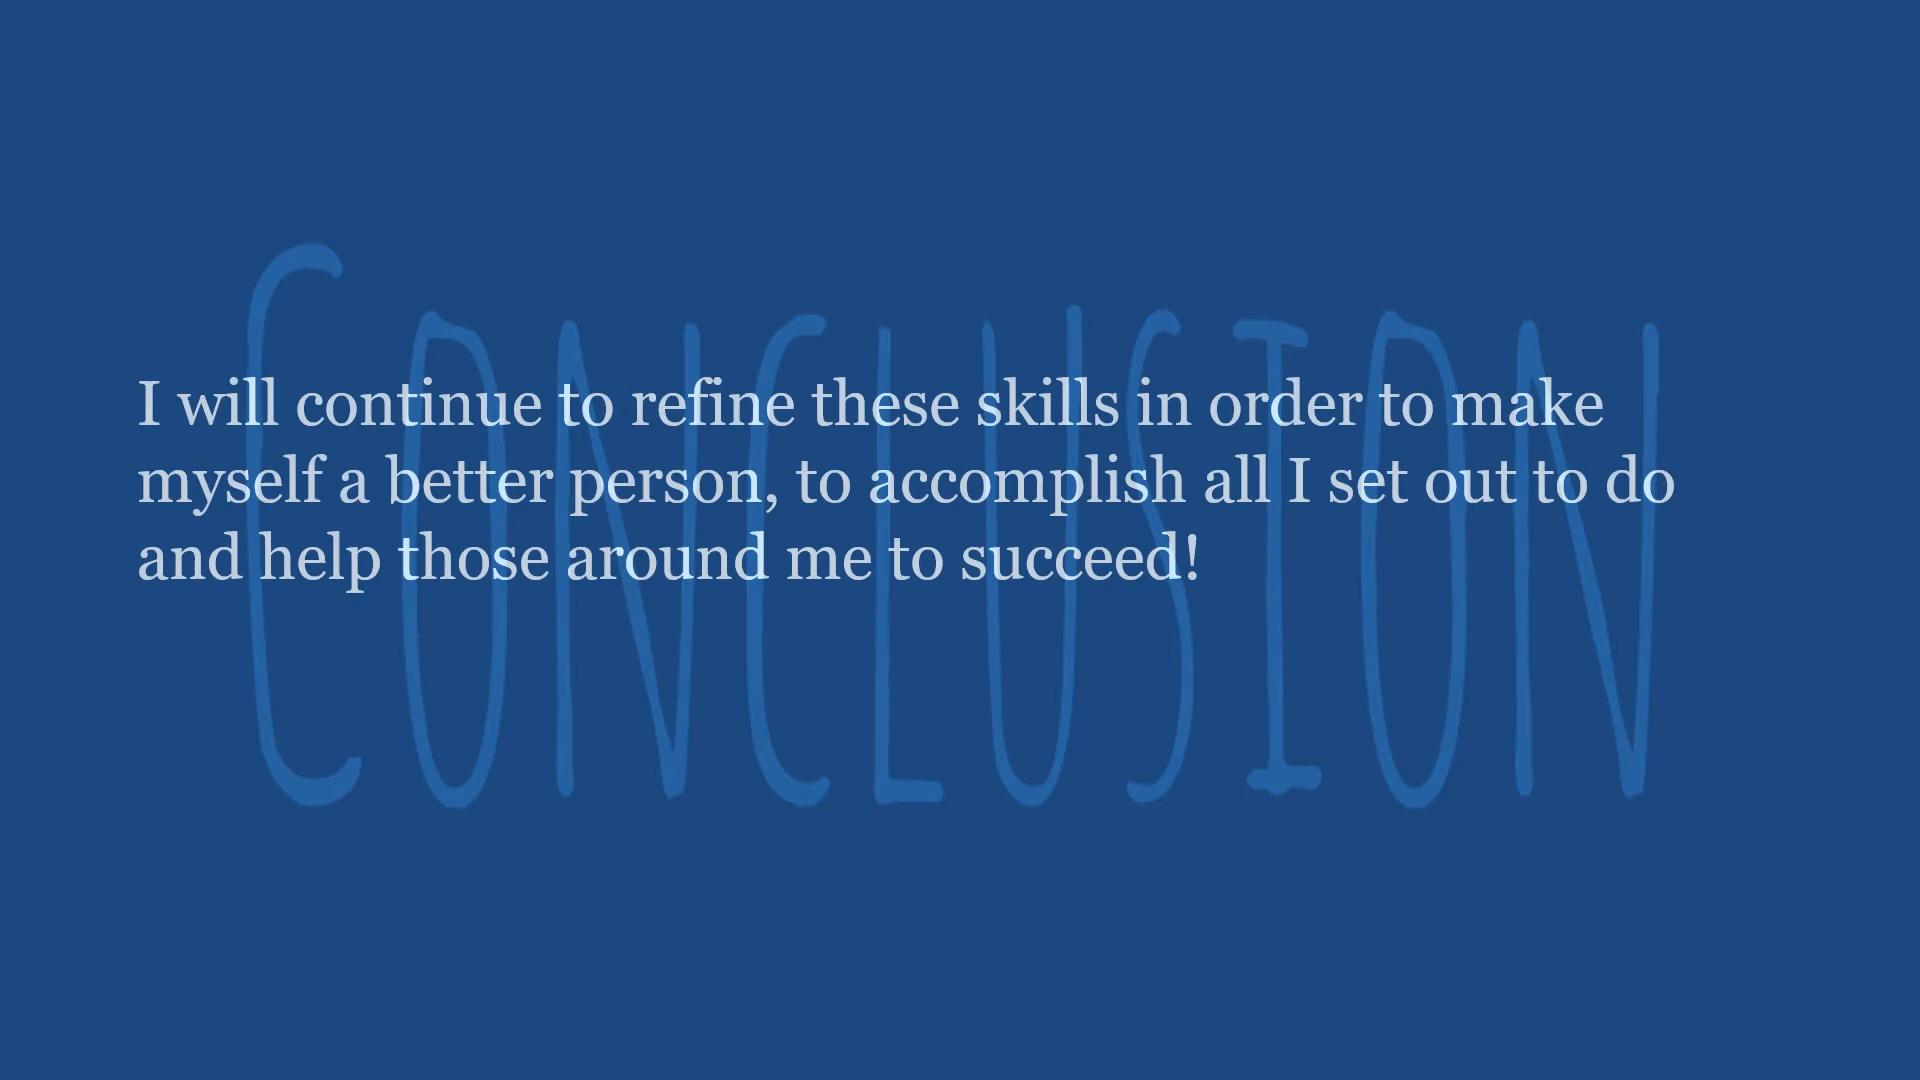 Conclusion
I will continue to refine these skills in order to make
myself a better person, to accomplish all I set out to do
and help those around me to succeed!